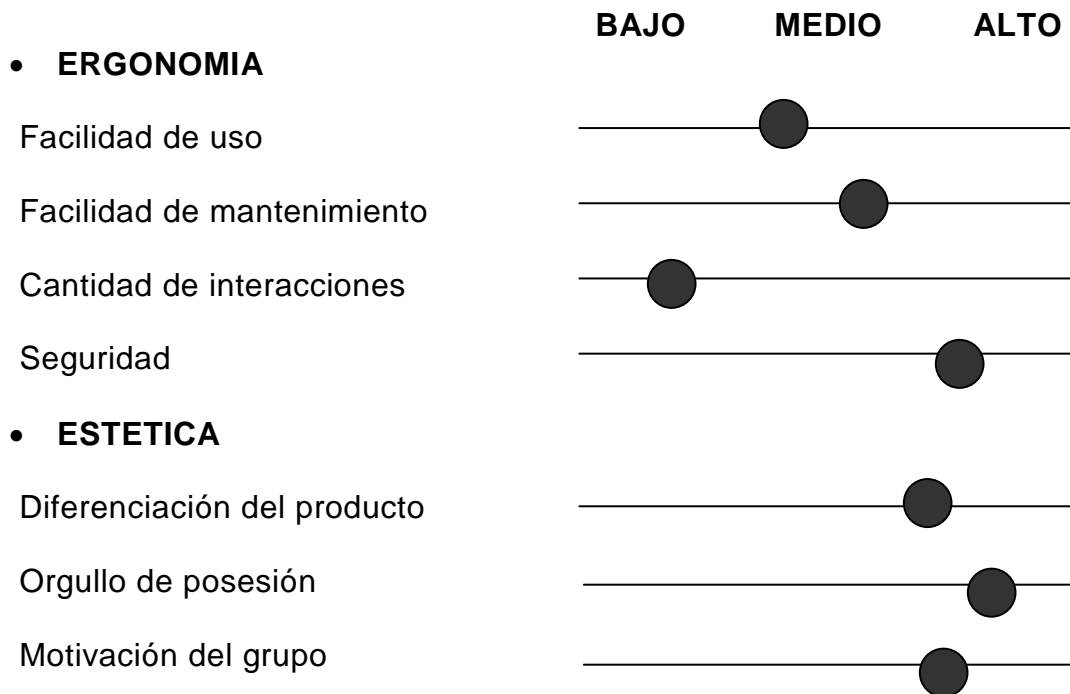 BAJO MEDIO ALTO
• ERGONOMIA
Facilidad de uso
Facilidad de mantenimiento
Cantidad de interacciones
Seguridad
• ESTETICA
Diferenciación del producto
Orgullo de posesión
Motivación del grupo